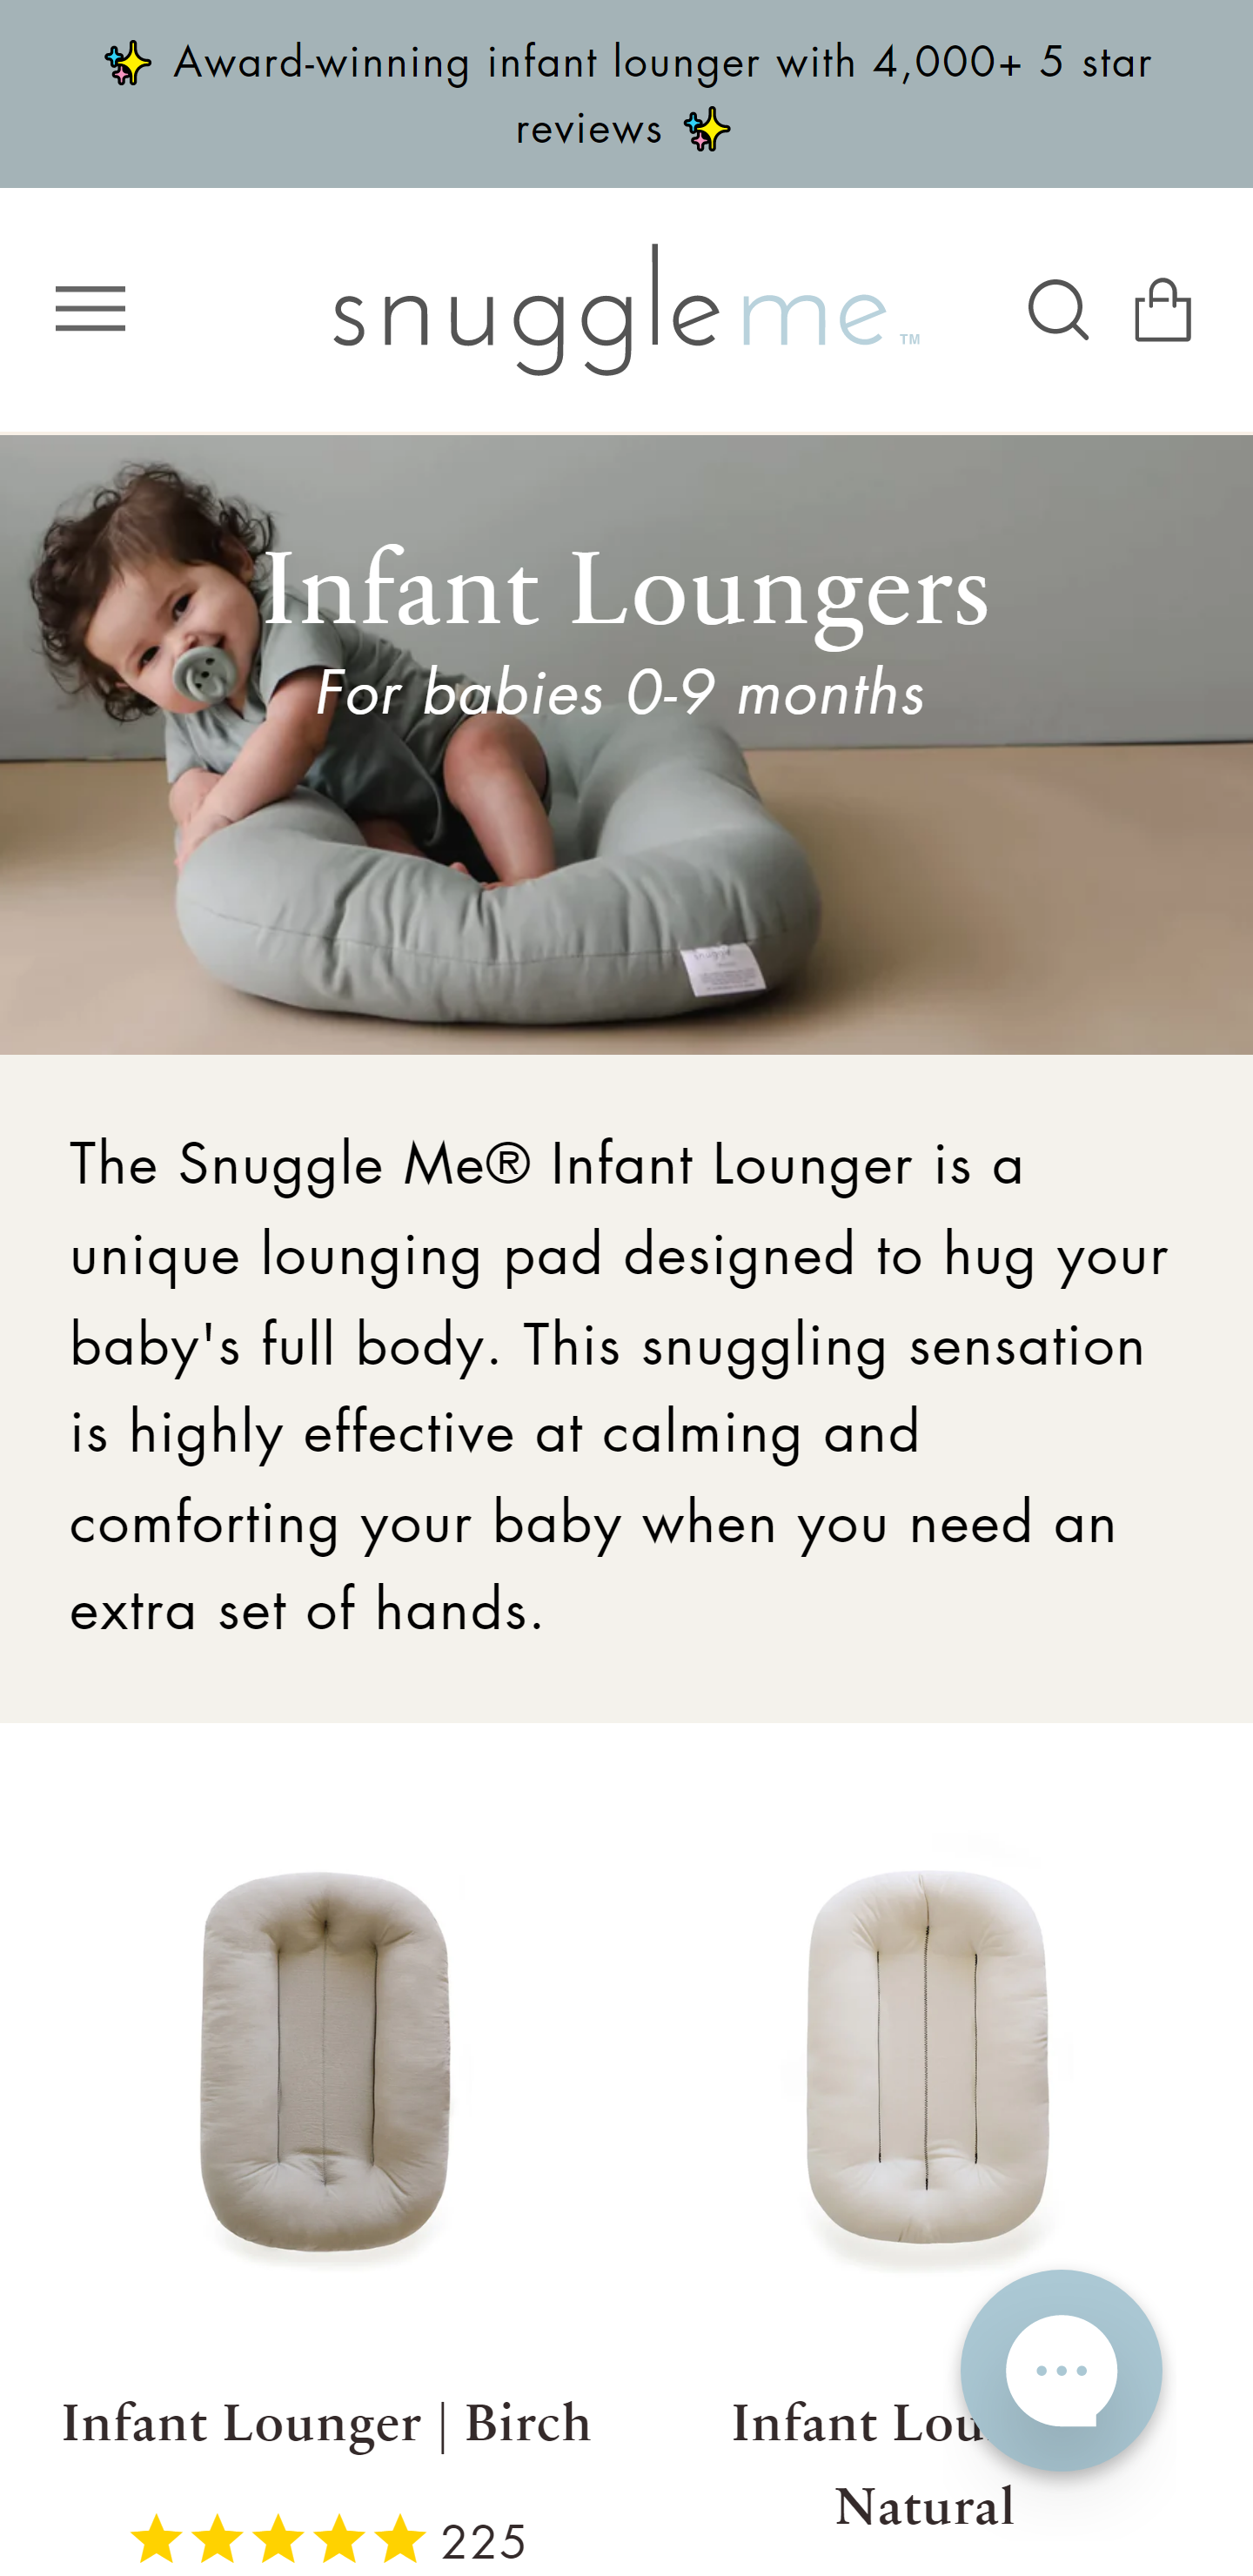 ✨ Award-winning infant lounger with 4,000+ 5 star
reviews ✨
snuggle me™
Infant Loungers
For babies 0-9 months
The Snuggle Me® Infant Lounger is a
unique lounging pad designed to hug your
baby's full body. This snuggling sensation
is highly effective at calming and
comforting your baby when you need an
extra set of hands.
Infant Lounger | Birch
225
Infant
Natural